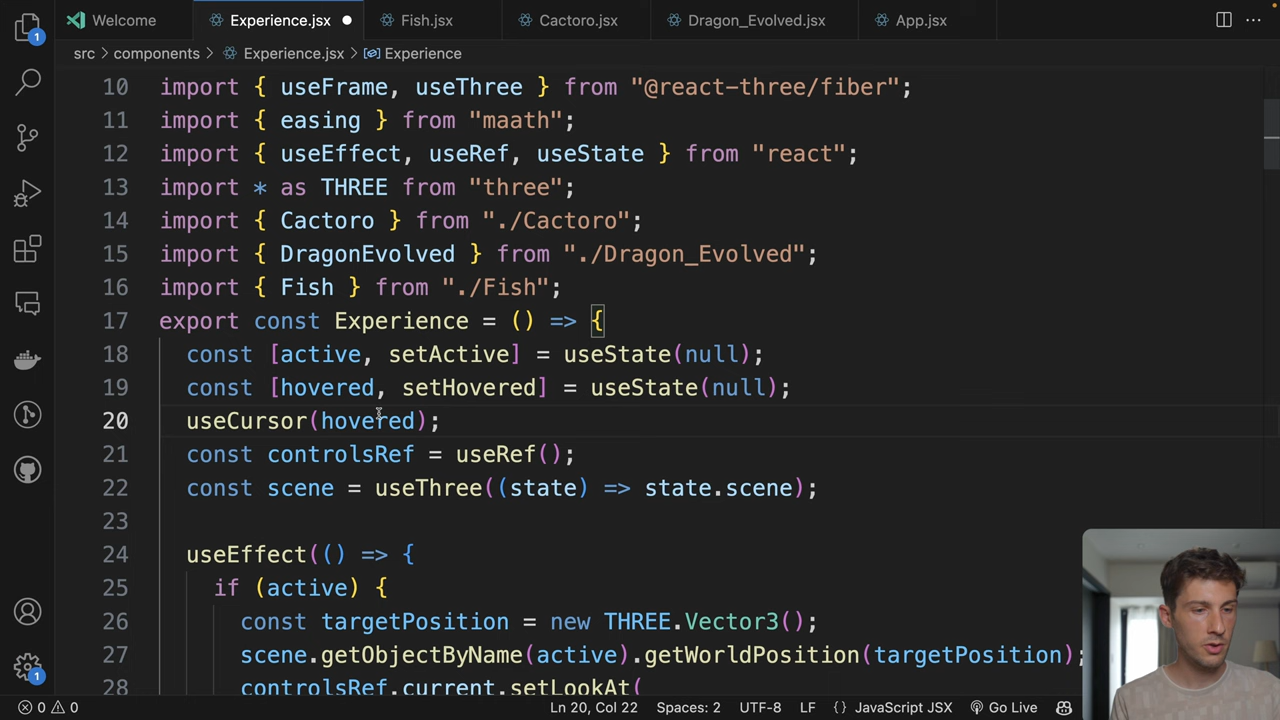 Welcome
Experience.jsx
Fish.jsx
Cactoro.jsx
Dragon_Evolved.jsx
App.jsx
src > components > Experience.jsx > Experience
10 import { useFrame, useThree } from "@react-three/fiber";
11 import { easing } from "maath";
12 import { useEffect, useRef, useState } from "react";
13 import * as THREE from "three";
14 import { Cactoro } from "./Cactoro";
15 import { DragonEvolved } from "./Dragon_Evolved";
16 import { Fish } from "./Fish";
17 export const Experience = () => {
18 const [active, setActive] = useState(null);
19 const [hovered, setHovered] = useState(null);
20 useCursor(hovered);
21 const controlsRef = useRef();
22 const scene = useThree((state) => state.scene);
23
24 useEffect(() => {
25 if (active) {
26 const targetPosition = new THREE.Vector3();
27 scene.getObjectByName(active).getWorldPosition(targetPosition);
28 controlsRef.current.setLookAt(
1
1
0 0
Ln 20, Col 22
Spaces: 2
UTF-8
LF
{} JavaScript JSX
Go Live